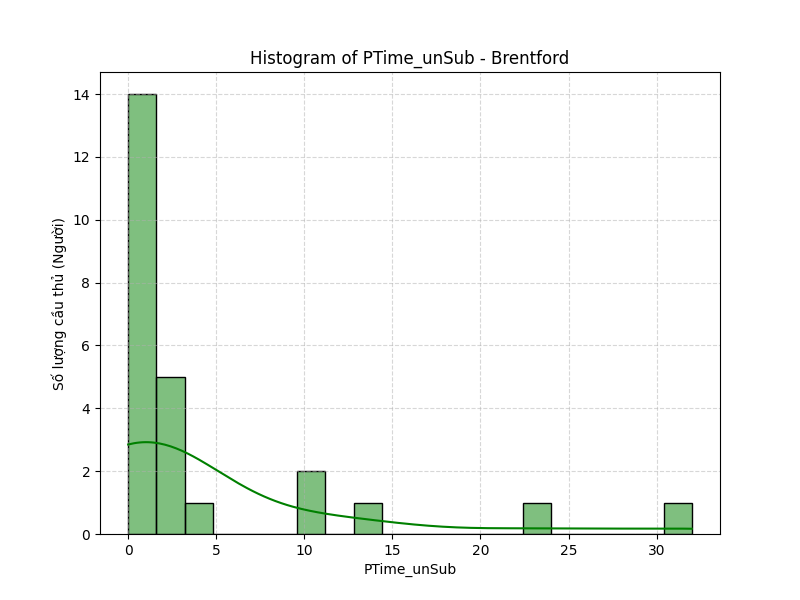 Histogram of PTime_unSub - Brentford
Số lượng cầu thủ (Người)
14
12
10
8
6
4
2
0
0 5 10 15 20 25 30
PTime_unSub